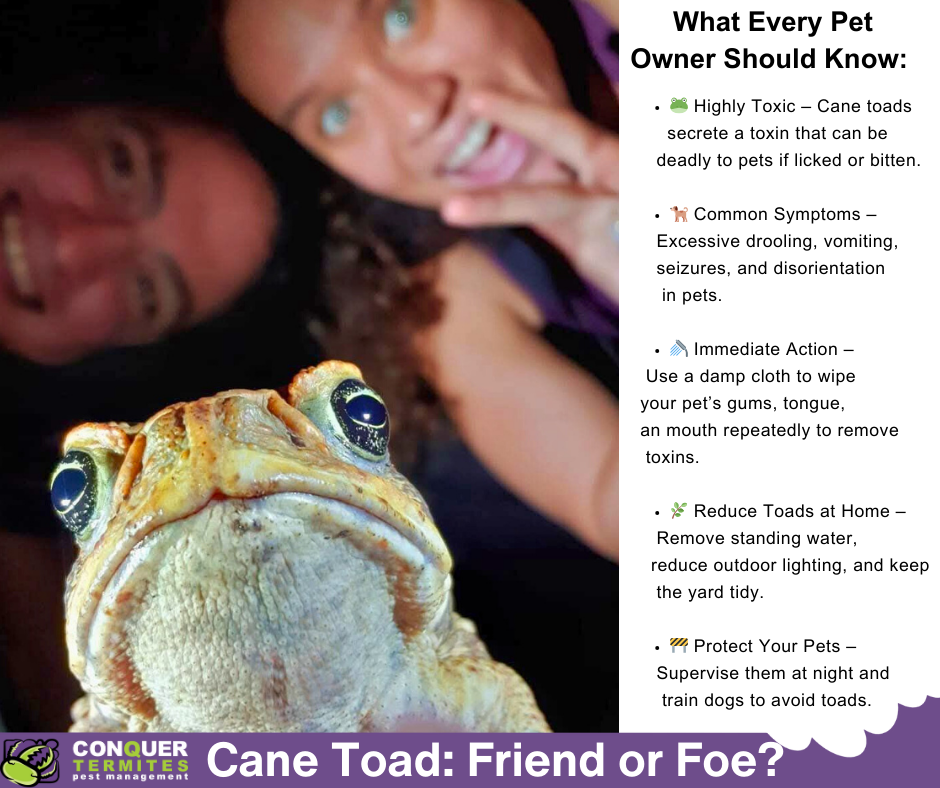 What Every Pet
Owner Should Know:
• 🐸 Highly Toxic – Cane toads
secrete a toxin that can be
deadly to pets if licked or bitten.
• 🐕 Common Symptoms –
Excessive drooling, vomiting,
seizures, and disorientation
in pets.
• 🚿 Immediate Action –
Use a damp cloth to wipe
your pet’s gums, tongue,
an mouth repeatedly to remove
toxins.
• 🌿 Reduce Toads at Home –
Remove standing water,
reduce outdoor lighting, and keep
the yard tidy.
• 🚧 Protect Your Pets –
Supervise them at night and
train dogs to avoid toads.
CONQUER
TERMITES
pest management
Cane Toad: Friend or Foe?